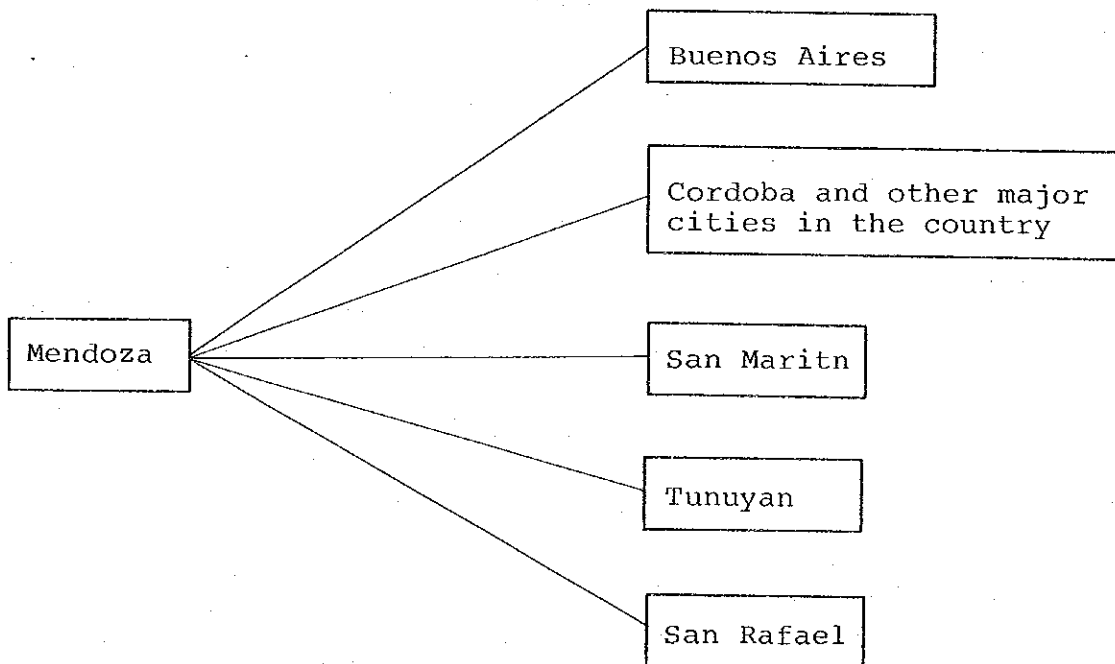 Buenos Aires
Cordoba and other major
cities in the country
Mendoza
San Maritn
Tunuyan
San Rafael